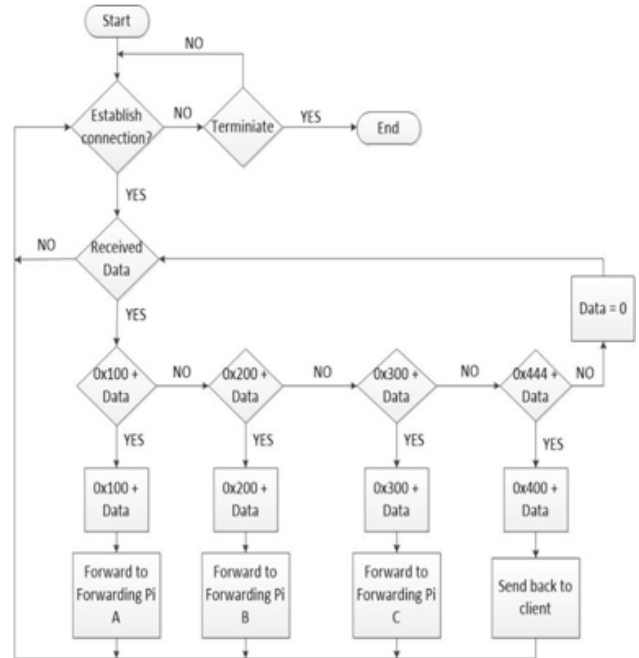 Start
NO
Establish
connection?
NO
Terminiate
YES
End
YES
NO
Received
Data
YES
Data = 0
0x100 +
Data
NO
0x200 +
Data
NO
0x300 +
Data
NO
0x444 +
Data
NO
YES
YES
YES
YES
0x100 +
Data
0x200 +
Data
0x300 +
Data
0x400 +
Data
Forward to
Forwarding Pi
A
Forward to
Forwarding Pi
B
Forward to
Forwarding Pi
C
Send back to
client